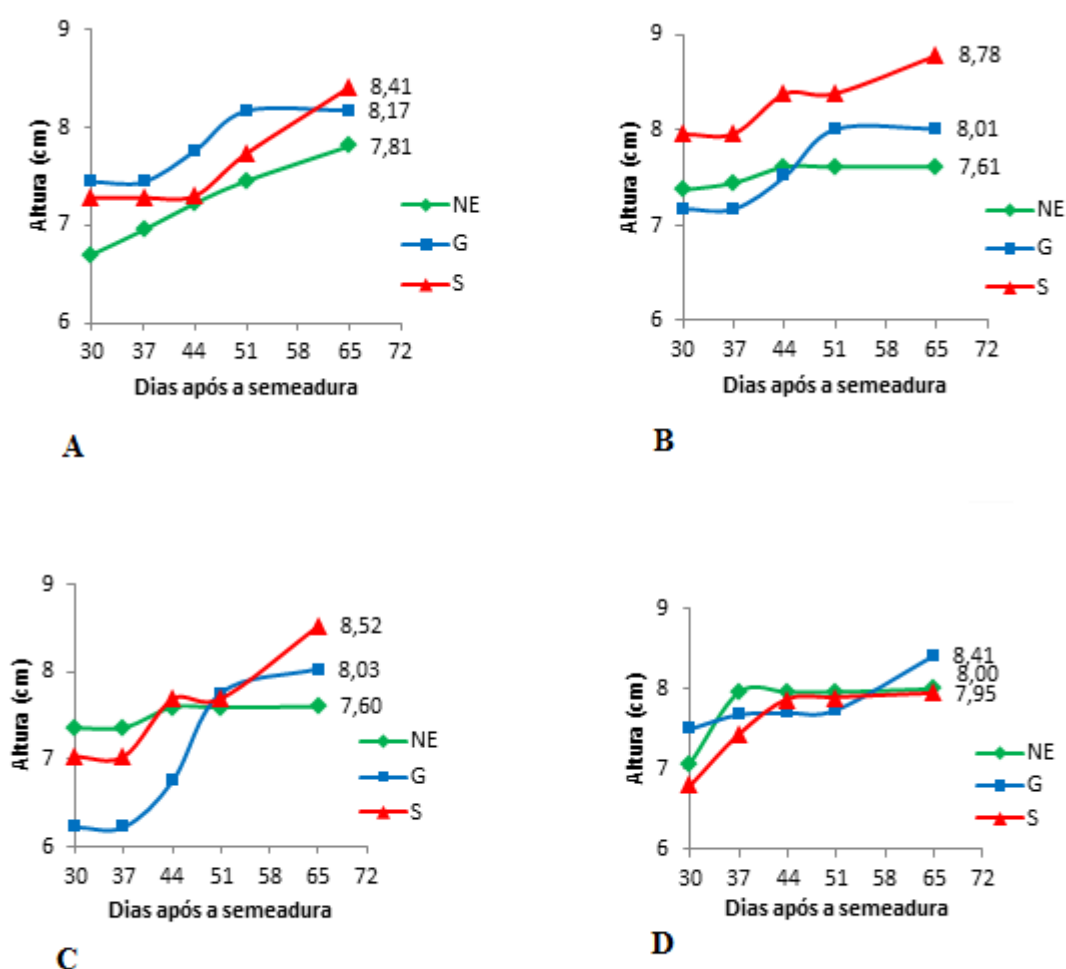 9
8
7
6
Altura (cm)
8,41
8,17
7,81
NE
G
S
30 37 44 51 58 65 72
Dias após a semeadura
A
9
8
7
6
Altura (cm)
8,78
8,01
7,61
NE
G
S
30 37 44 51 58 65 72
Dias após a semeadura
B
9
8
7
6
Altura (cm)
8,52
8,03
7,60
NE
G
S
30 37 44 51 58 65 72
Dias após a semeadura
C
9
8
7
6
Altura (cm)
8,41
8,00
7,95
NE
G
S
30 37 44 51 58 65 72
Dias após a semeadura
D